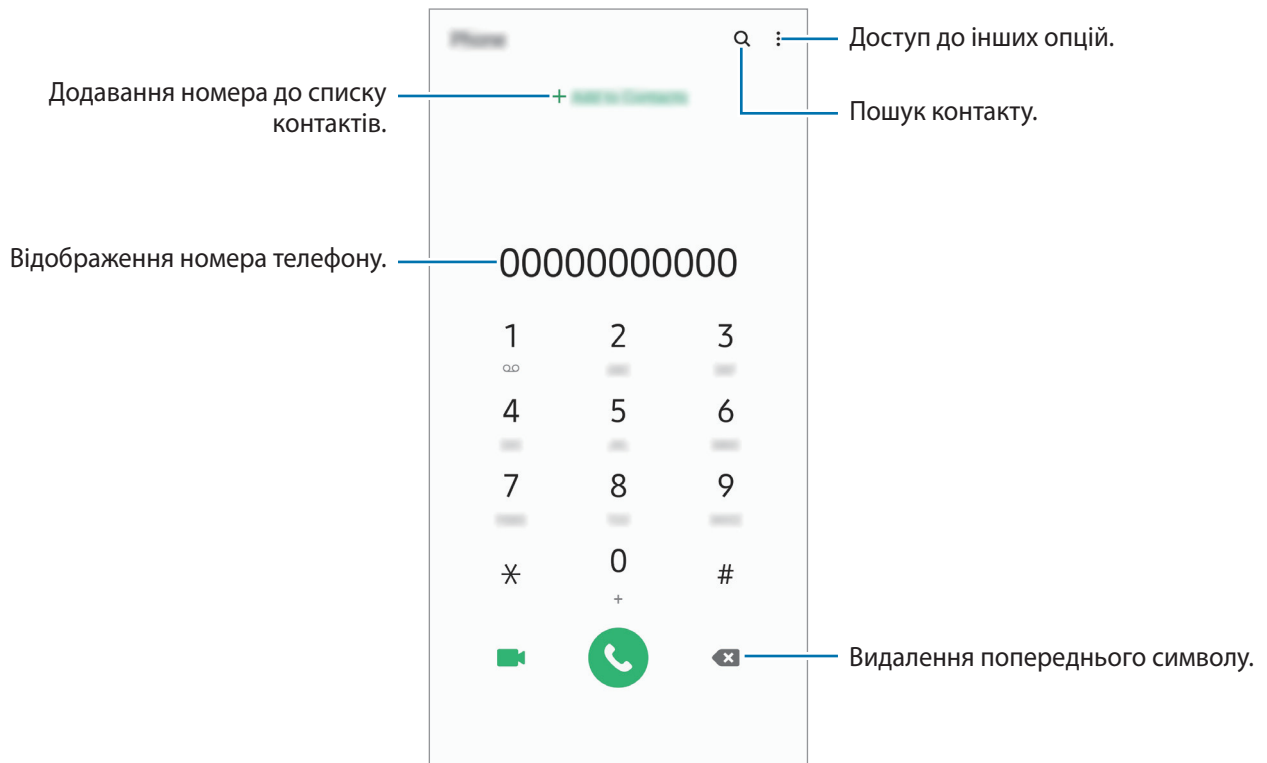 Доступ до інших опцій.
Додавання номера до списку
контактів.
Пошук контакту.
Відображення номера телефону.
00000000000
1 2 3
4 5 6
7 8 9
0 #
+
Видалення попереднього символу.